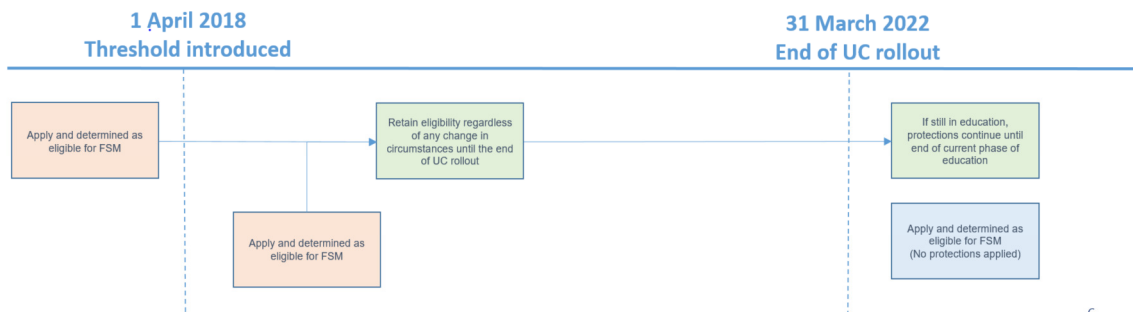 1 April 2018
Threshold introduced
31 March 2022
End of UC rollout
Apply and determined as
eligible for FSM
Retain eligibility regardless
of any change in
circumstances until the end
of UC rollout
If still in education,
protections continue until
end of current phase of
education
Apply and determined as
eligible for FSM
Apply and determined as
eligible for FSM
(No protections applied)